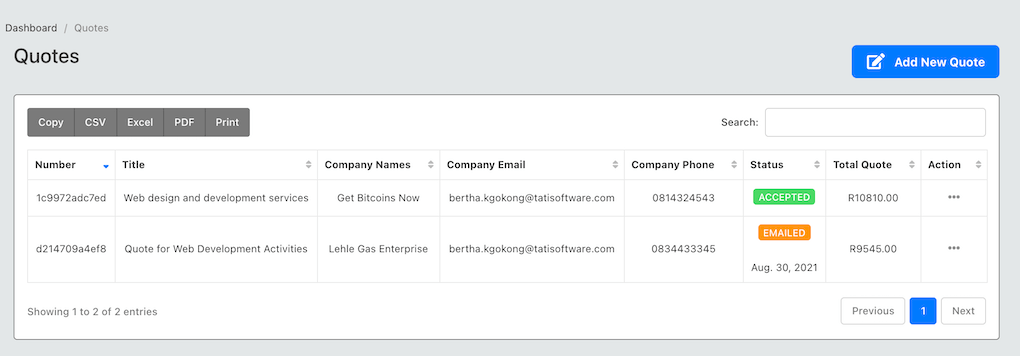 Dashboard / Quotes
Quotes
Add New Quote
Copy CSV Excel PDF Print
Search:
Number Title Company Names Company Email Company Phone Status Total Quote Action
1c9972adc7ed Web design and development services Get Bitcoins Now bertha.kgokong@tatisoftware.com 0814324543 ACCEPTED R10810.00 •••
d214709a4ef8 Quote for Web Development Activities Lehle Gas Enterprise bertha.kgokong@tatisoftware.com 0834433345 EMAILED R9545.00 •••
Aug. 30, 2021
Showing 1 to 2 of 2 entries
Previous 1 Next